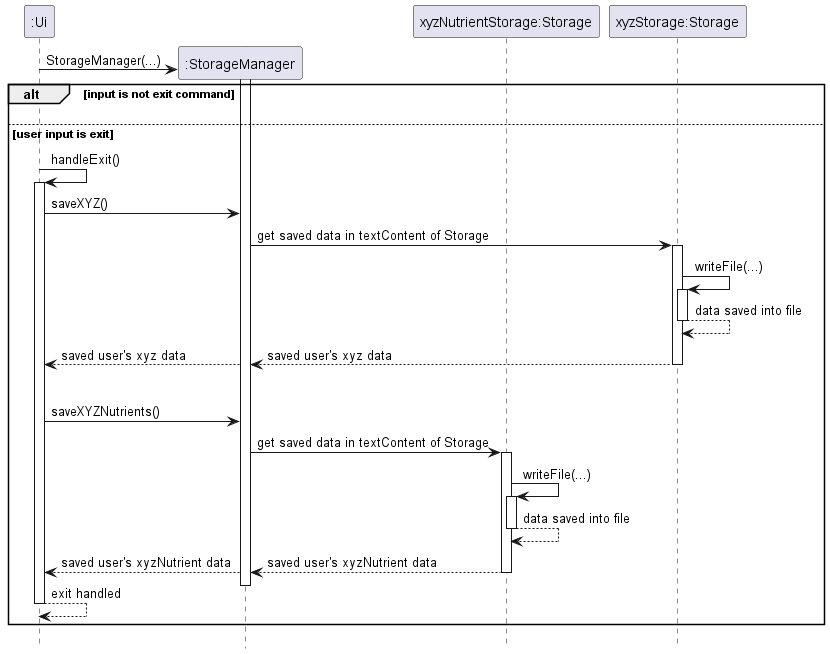 :Ui
xyzNutrientStorage:Storage
xyzStorage:Storage
StorageManager(...)
:StorageManager
alt
[input is not exit command]
[user input is exit]
handleExit()
saveXYZ()
get saved data in textContent of Storage
writeFile(...)
data saved into file
saved user's xyz data
saved user's xyz data
saveXYZNutrients()
get saved data in textContent of Storage
writeFile(...)
data saved into file
saved user's xyzNutrient data
saved user's xyzNutrient data
exit handled